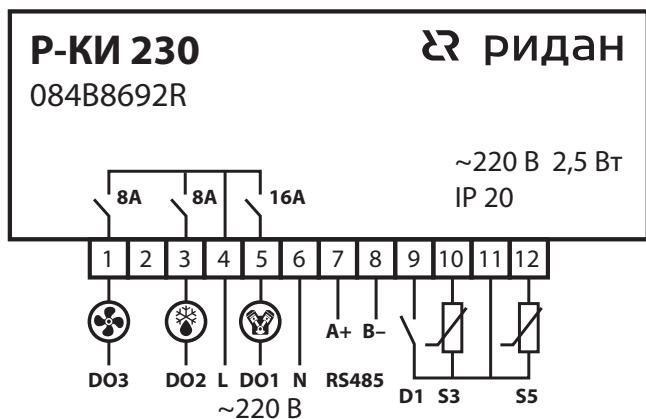 Р-КИ 230
ридан
084B8692R
~220 В 2,5 Вт
IP 20
8A 8A 16A
1 2 3 4 5 6 7 8 9 10 11 12
A+ B–
DO3 DO2 L DO1 N RS485 D1 S3 S5
~220 В